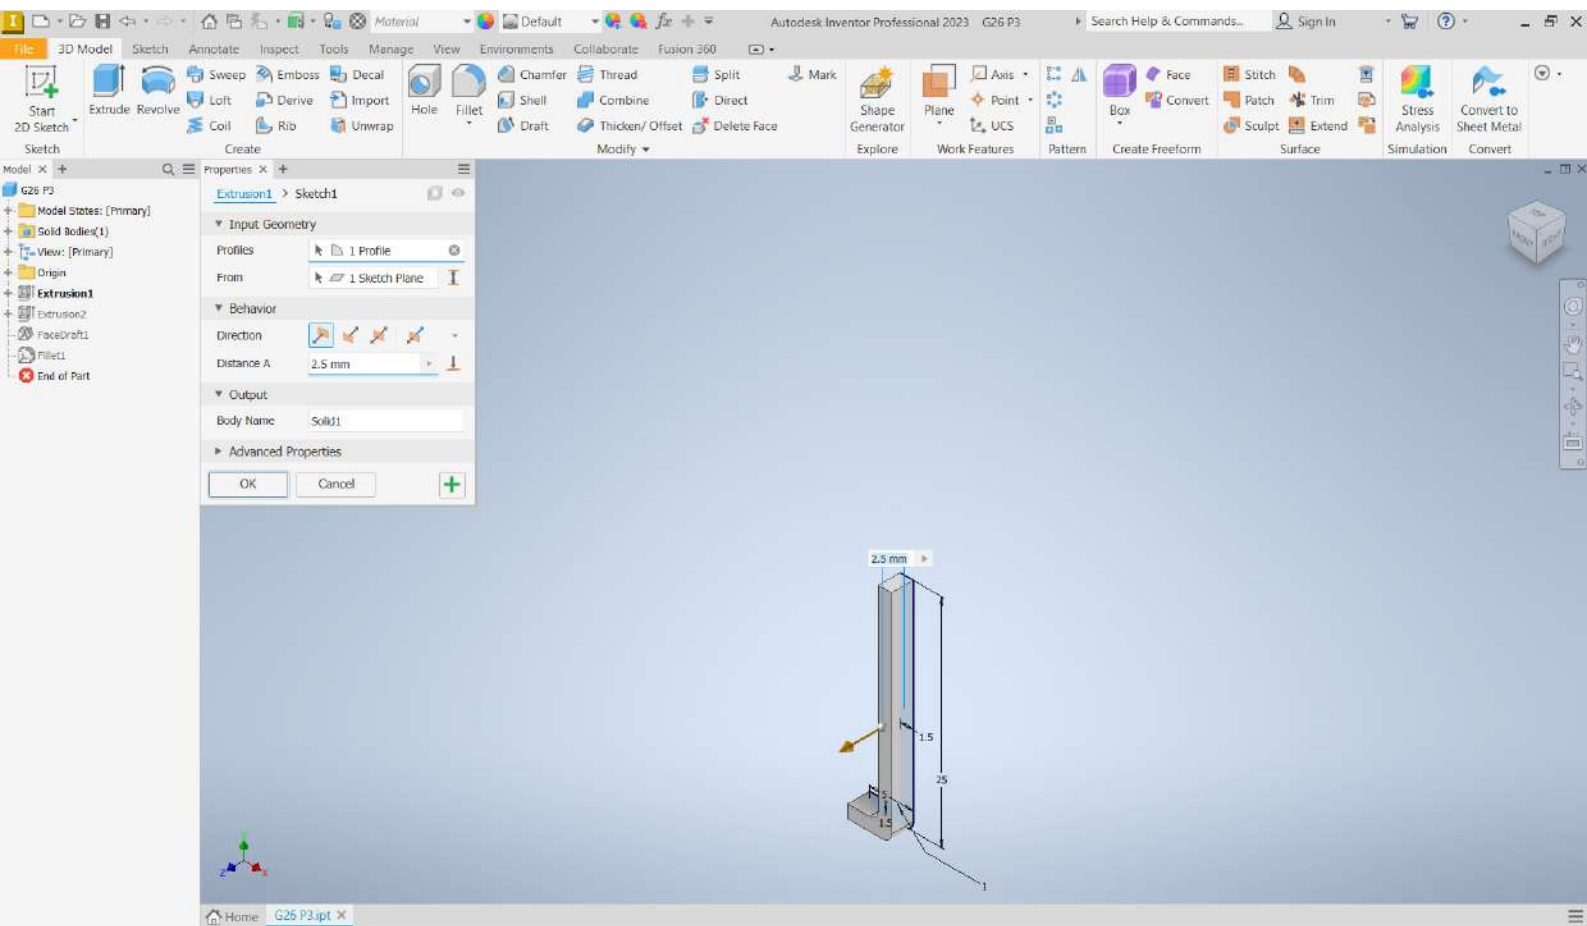 Material
Default
Autodesk Inventor Professional 2023 G26 P3
Search Help & Commands...
Sign In
File 3D Model Sketch Annotate Inspect Tools Manage View Environments Collaborate Fusion 360
Start
2D Sketch
Extrude Revolve
Sweep Emboss Decal
Loft Derive Import
Coil Rib Unwrap
Hole Fillet
Chamfer Thread Split
Shell Combine Direct
Draft Thicken/ Offset Delete Face
Mark
Shape
Generator
Plane
Axis
Point
UCS
Box
Face
Convert
Stitch
Patch Trim
Sculpt Extend
Stress
Analysis
Convert to
Sheet Metal
Sketch Create Modify Explore Work Features Pattern Create Freeform Surface Simulation Convert
Model × +
G26 P3
Model States: [Primary]
Solid Bodies(1)
View: [Primary]
Origin
Extrusion1
Extrusion2
FaceDraft1
Fillet1
End of Part
Properties × +
Extrusion1 > Sketch1
Input Geometry
Profiles 1 Profile
From 1 Sketch Plane
Behavior
Direction
Distance A 2.5 mm
Output
Body Name Solid1
Advanced Properties
OK Cancel
2.5 mm
1.5
25
5
1.5
1
TOP
FRONT RIGHT
Y
Z X
Home G26 P3.ipt ×